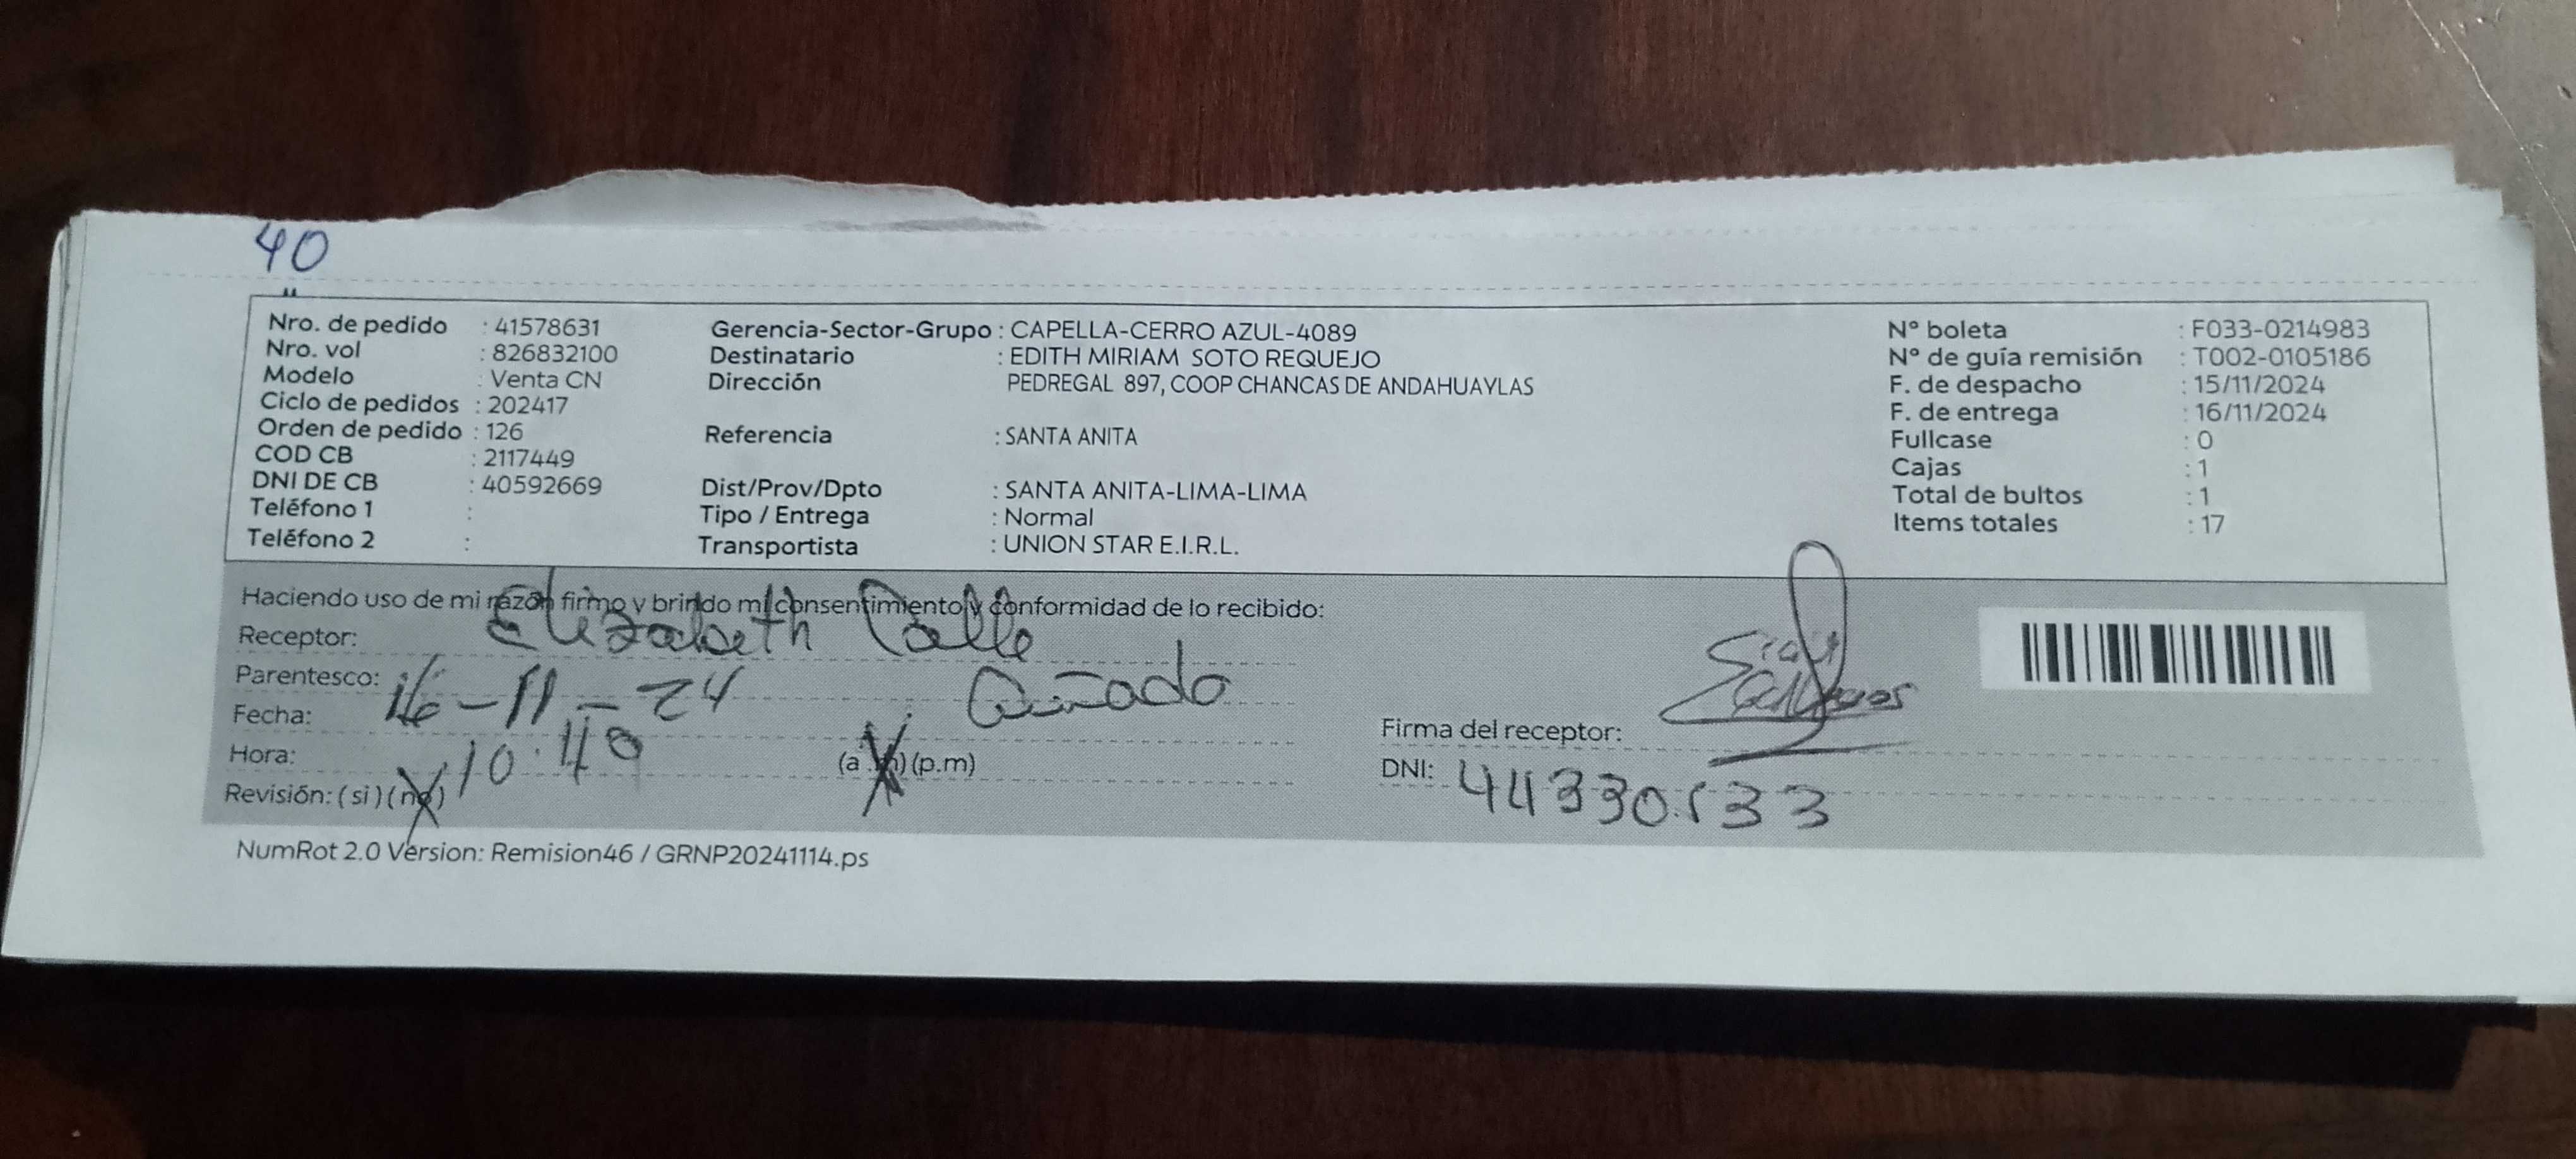 40
Nro. de pedido : 41578631 Gerencia-Sector-Grupo : CAPELLA-CERRO AZUL-4089 N° boleta : F033-0214983
Nro. vol : 826832100 Destinatario : EDITH MIRIAM SOTO REQUEJO N° de guía remisión : T002-0105186
Modelo : Venta CN Dirección PEDREGAL 897, COOP CHANCAS DE ANDAHUAYLAS F. de despacho : 15/11/2024
Ciclo de pedidos : 202417 F. de entrega : 16/11/2024
Orden de pedido : 126 Referencia : SANTA ANITA Fullcase : 0
COD CB : 2117449 Cajas : 1
DNI DE CB : 40592669 Dist/Prov/Dpto : SANTA ANITA-LIMA-LIMA Total de bultos : 1
Teléfono 1 : Tipo / Entrega : Normal Items totales : 17
Teléfono 2 : Transportista : UNION STAR E.I.R.L.
Haciendo uso de mi razón firmo y brindo mi consentimiento y conformidad de lo recibido:
Receptor: Elizabeth Calle
Parentesco: Cuñada
Fecha: 16-11-24 Firma del receptor:
Hora: 10:40 (a.m) (p.m) DNI: 44330533
Revisión: (si) (no)
NumRot 2.0 Version: Remision46 / GRNP20241114.ps